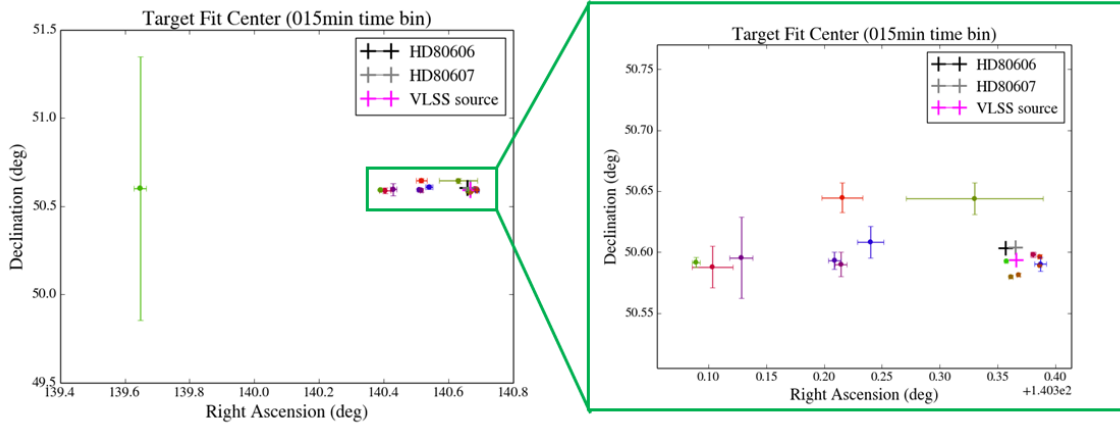 Target Fit Center (015min time bin)
51.5
51.0
50.5
50.0
49.5
Declination (deg)
HD80606
HD80607
VLSS source
139.4 139.6 139.8 140.0 140.2 140.4 140.6 140.8
Right Ascension (deg)
Target Fit Center (015min time bin)
50.75
50.70
50.65
50.60
50.55
Declination (deg)
HD80606
HD80607
VLSS source
0.10 0.15 0.20 0.25 0.30 0.35 0.40
Right Ascension (deg)
+1.403e2